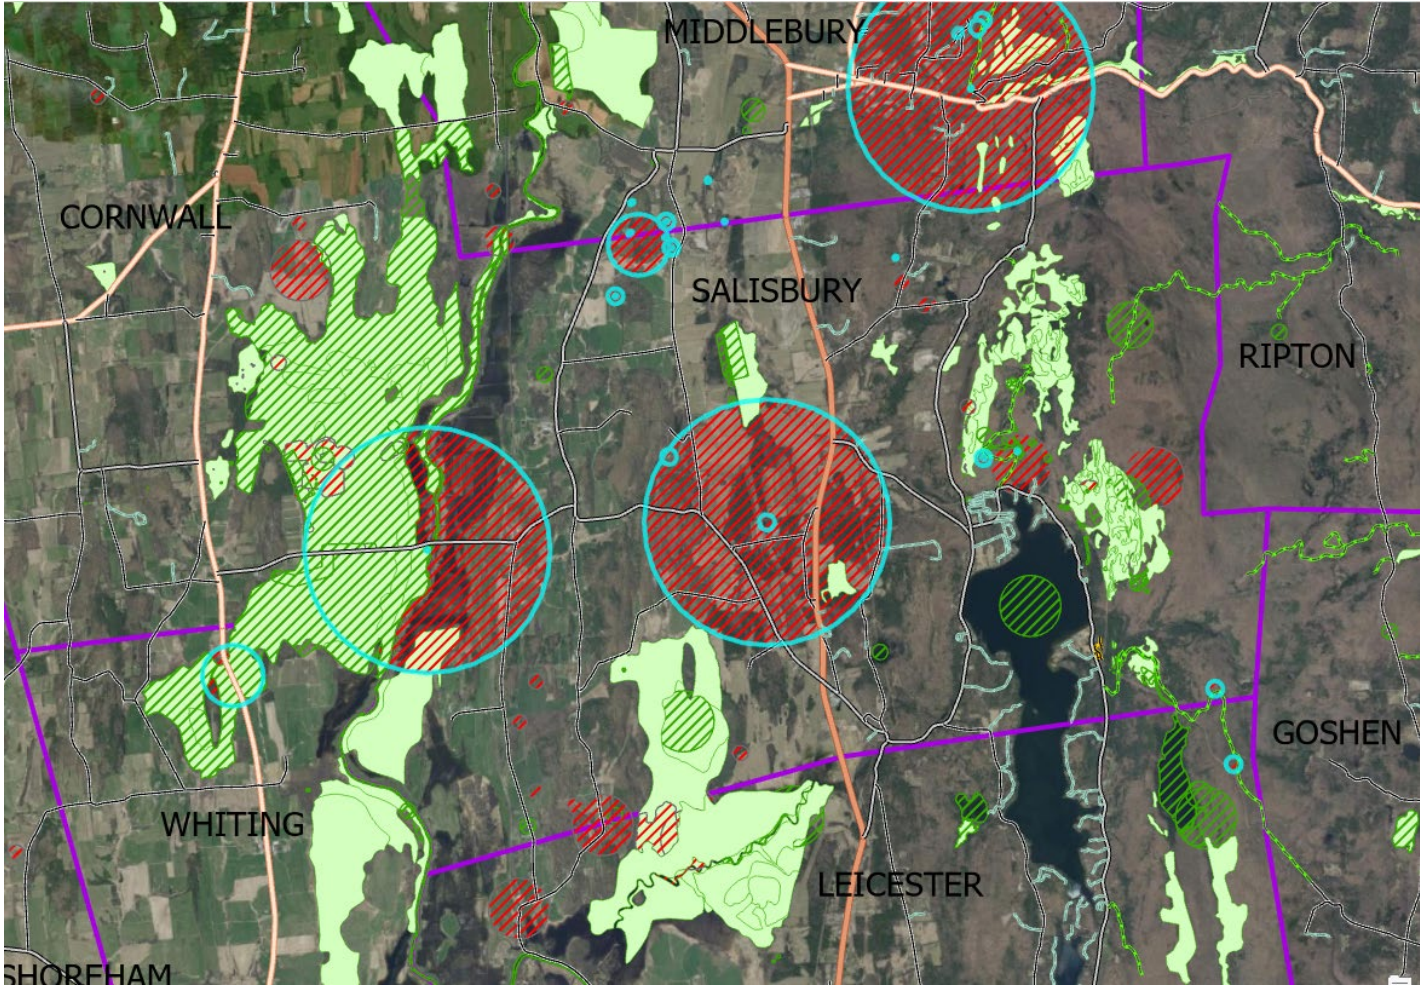 MIDDLEBURY
CORNWALL
SALISBURY
RIPTON
GOSHEN
WHITING
LEICESTER
SHOREHAM